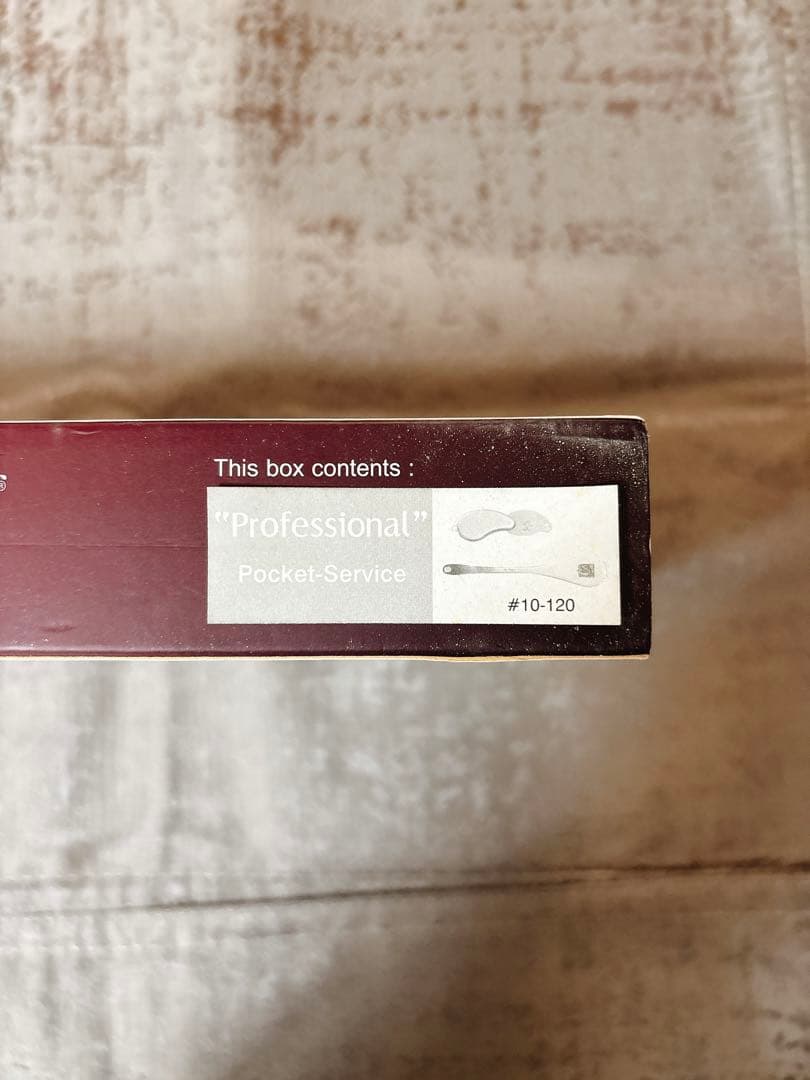 This box contents :
"Professional"
Pocket-Service
#10-120